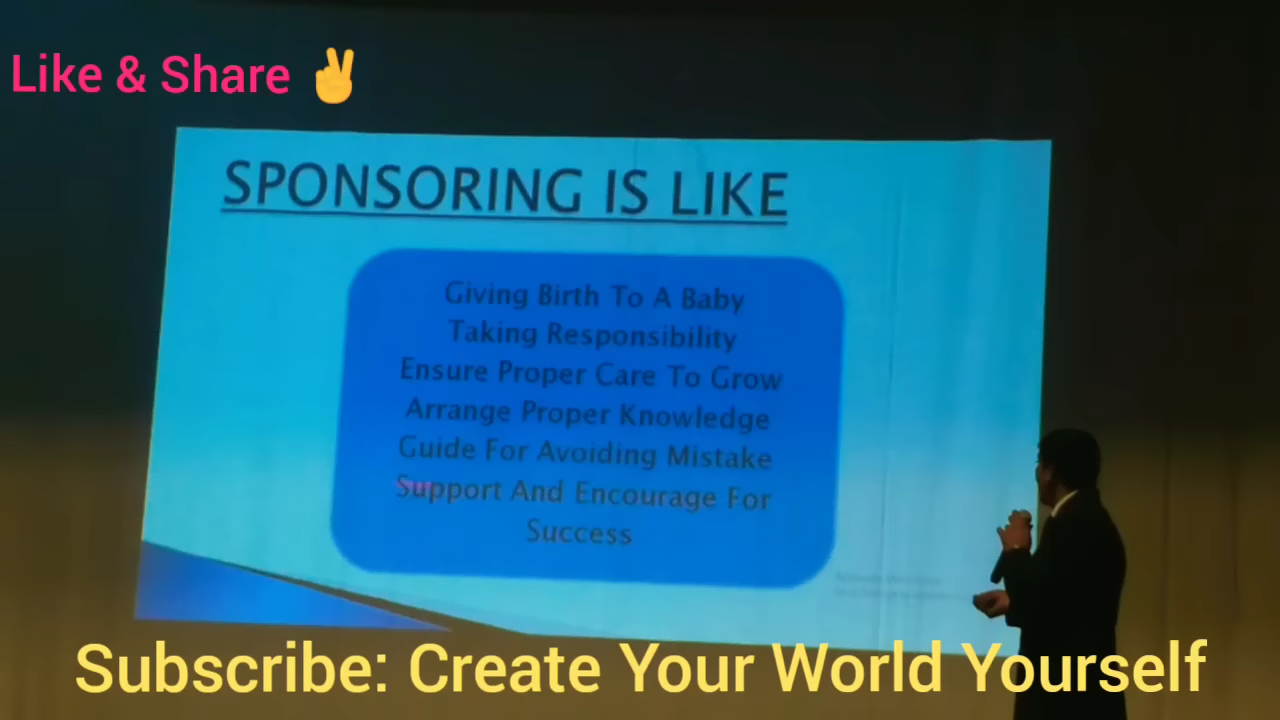 Like & Share ✌
SPONSORING IS LIKE
Giving Birth To A Baby
Taking Responsibility
Ensure Proper Care To Grow
Arrange Proper Knowledge
Guide For Avoiding Mistake
Support And Encourage For
Success
Subscribe: Create Your World Yourself